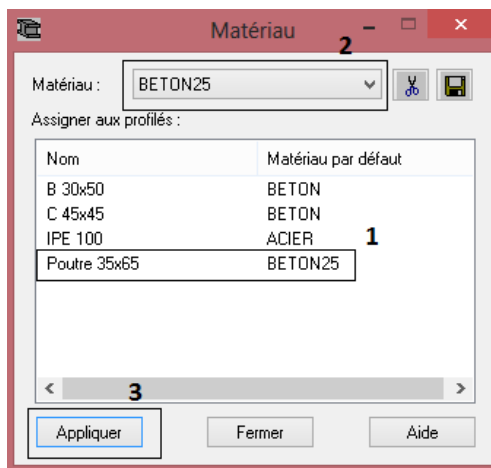 Matériau
2
Matériau : BETON25
Assigner aux profilés :
Nom Matériau par défaut
B 30x50 BETON
C 45x45 BETON
IPE 100 ACIER 1
Poutre 35x65 BETON25
3
Appliquer Fermer Aide